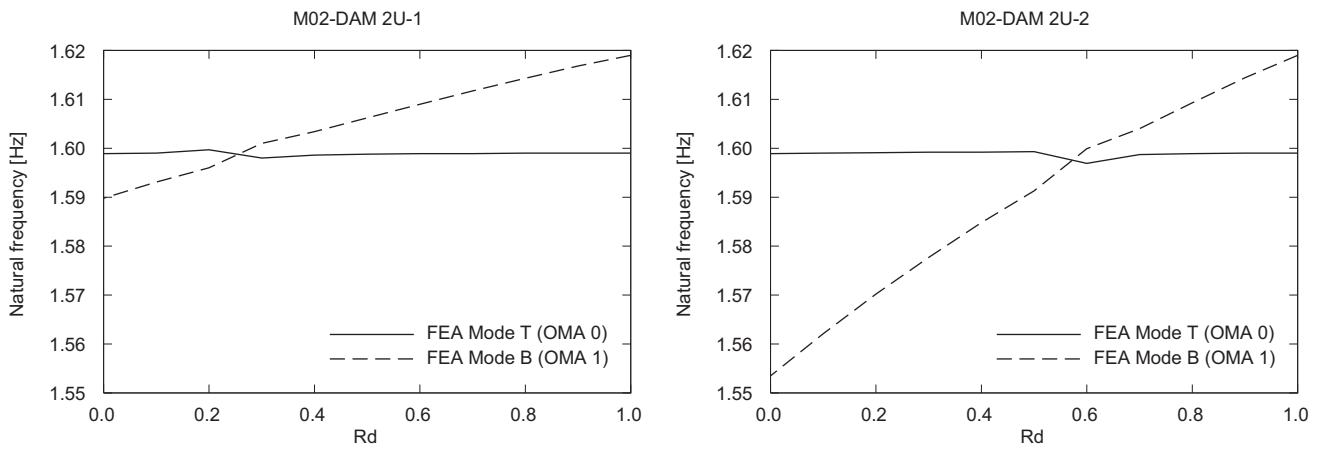 M02-DAM 2U-1
Natural frequency [Hz]
1.62
1.61
1.60
1.59
1.58
1.57
1.56
1.55
FEA Mode T (OMA 0)
FEA Mode B (OMA 1)
0.0 0.2 0.4 0.6 0.8 1.0
Rd
M02-DAM 2U-2
Natural frequency [Hz]
1.62
1.61
1.60
1.59
1.58
1.57
1.56
1.55
FEA Mode T (OMA 0)
FEA Mode B (OMA 1)
0.0 0.2 0.4 0.6 0.8 1.0
Rd